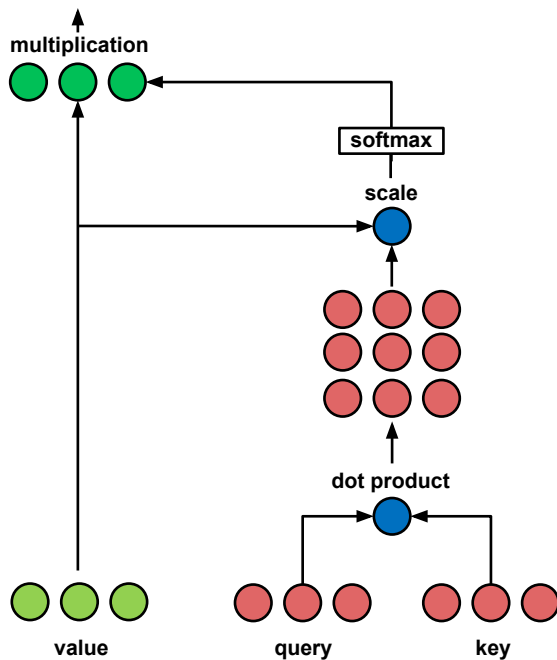 multiplication
softmax
scale
dot product
value
query
key